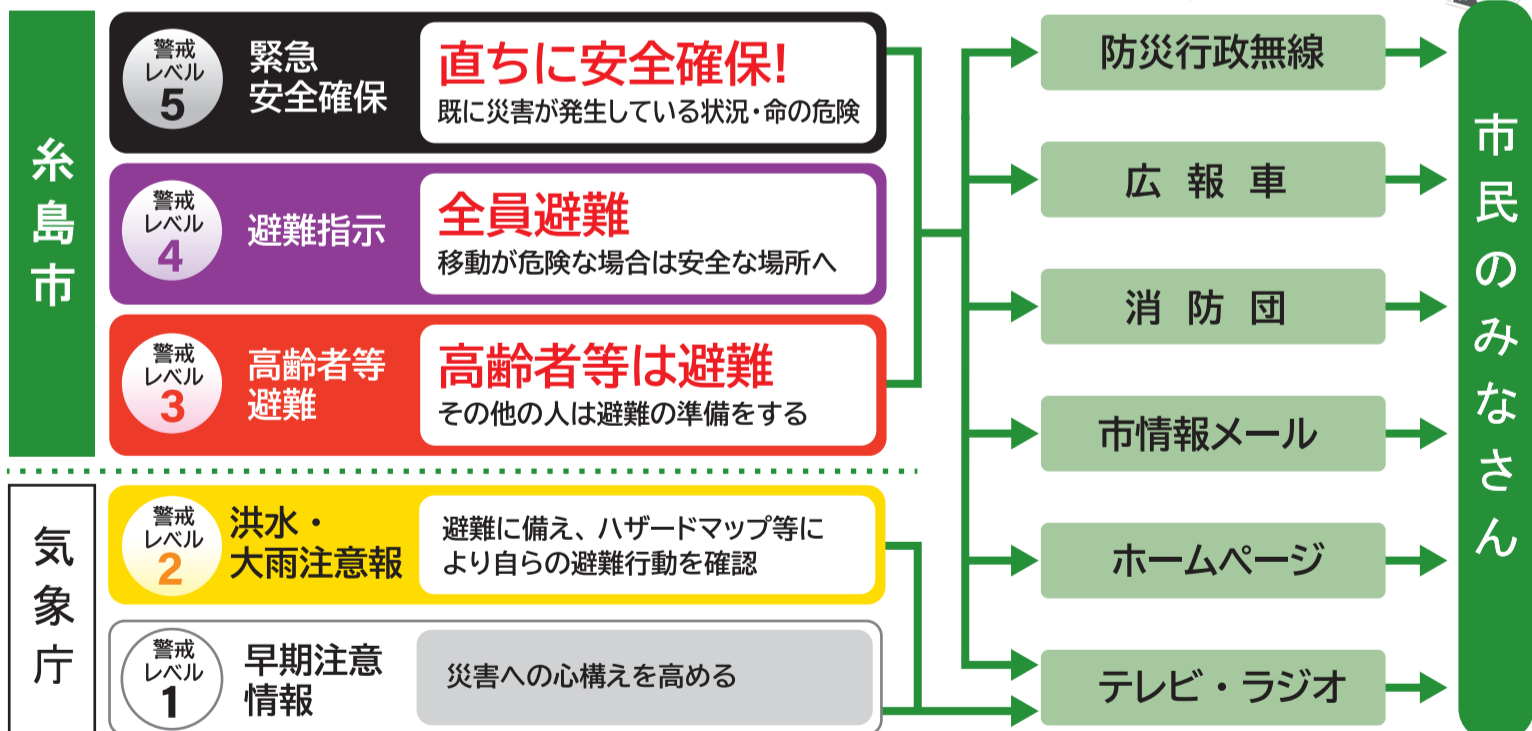 糸島市
警戒
レベル
5
緊急
安全確保
直ちに安全確保!
既に災害が発生している状況・命の危険
警戒
レベル
4
避難指示
全員避難
移動が危険な場合は安全な場所へ
警戒
レベル
3
高齢者等
避難
高齢者等は避難
その他の人は避難の準備をする
気象庁
警戒
レベル
2
洪水・
大雨注意報
避難に備え、ハザードマップ等に
より自らの避難行動を確認
警戒
レベル
1
早期注意
情報
災害への心構えを高める
防災行政無線
広報車
消防団
市情報メール
ホームページ
テレビ・ラジオ
市民のみなさん